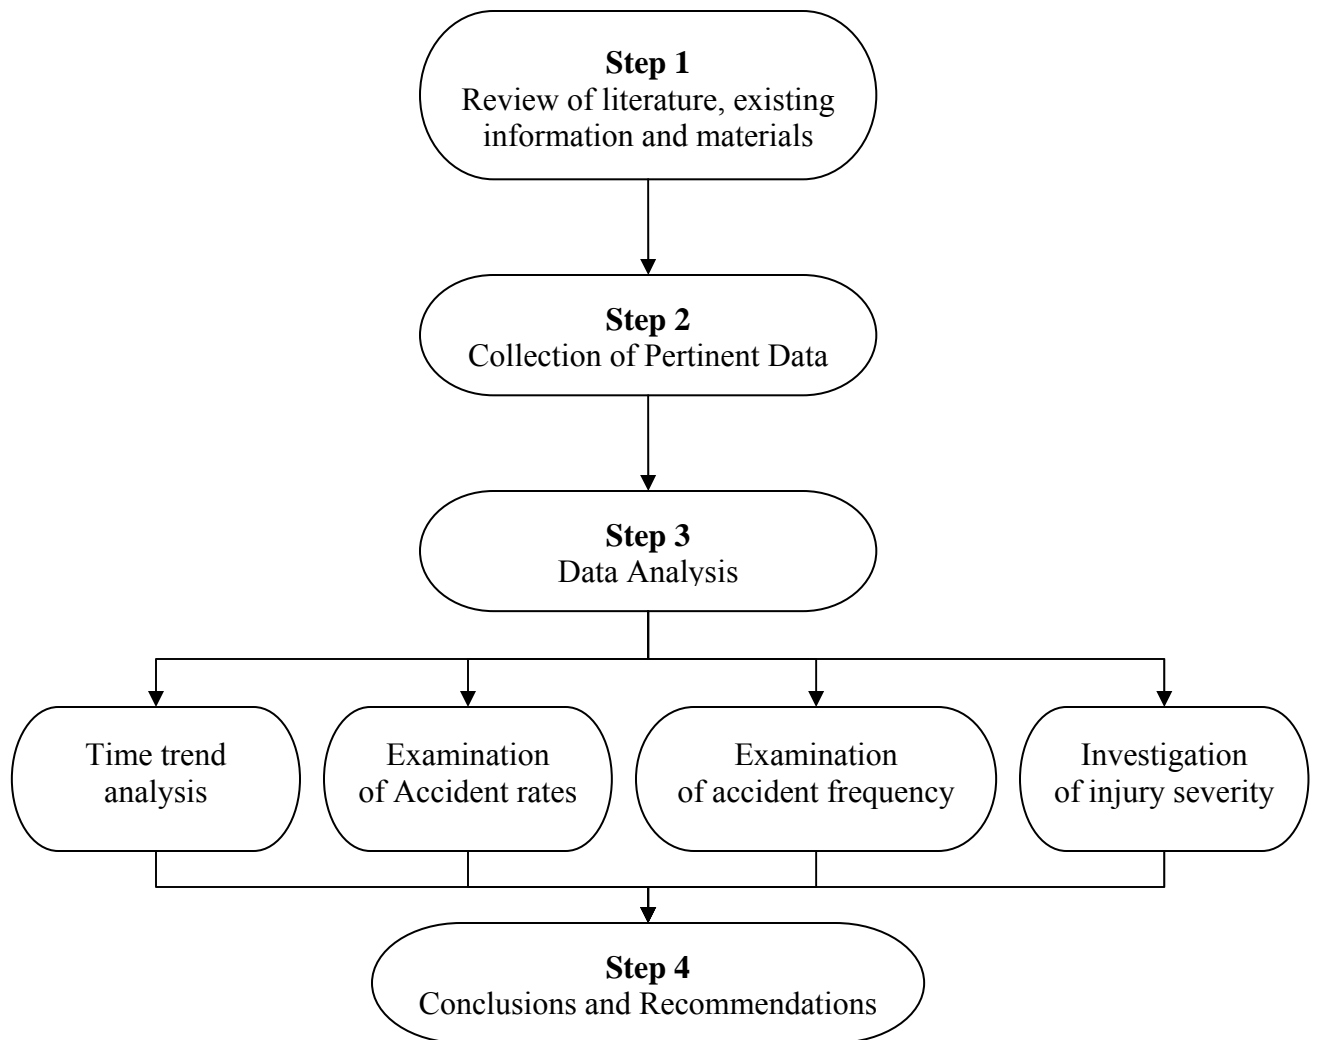 Step 1
Review of literature, existing
information and materials
Step 2
Collection of Pertinent Data
Step 3
Data Analysis
Time trend
analysis
Examination
of Accident rates
Examination
of accident frequency
Investigation
of injury severity
Step 4
Conclusions and Recommendations